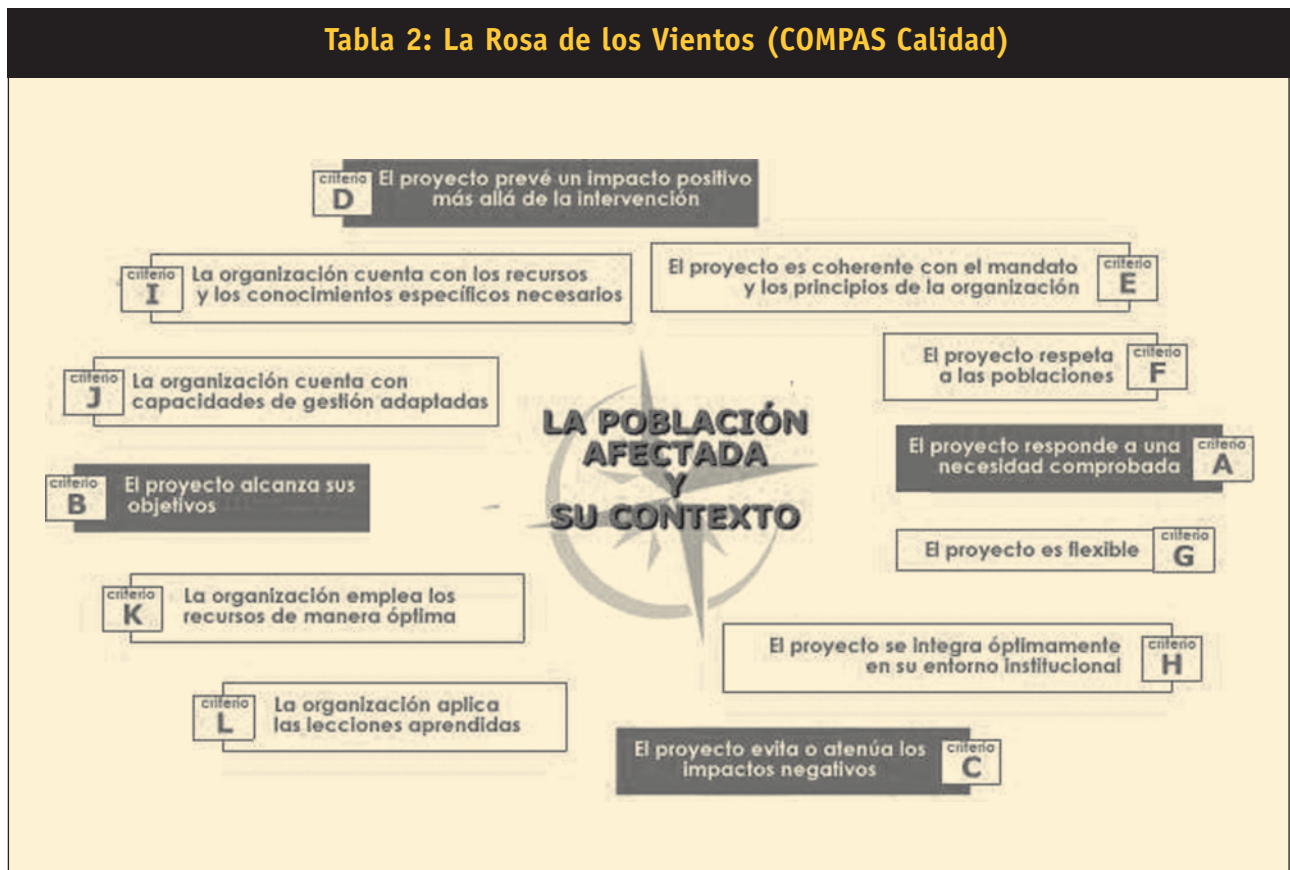 Tabla 2: La Rosa de los Vientos (COMPAS Calidad)
criterio
D
El proyecto prevé un impacto positivo
más allá de la intervención
criterio
I
La organización cuenta con los recursos
y los conocimientos específicos necesarios
El proyecto es coherente con el mandato
y los principios de la organización
criterio
E
El proyecto respeta
a las poblaciones
criterio
F
criterio
J
La organización cuenta con
capacidades de gestión adaptadas
LA POBLACIÓN
AFECTADA
Y
SU CONTEXTO
El proyecto responde a una
necesidad comprobada
criterio
A
criterio
B
El proyecto alcanza sus
objetivos
El proyecto es flexible
criterio
G
criterio
K
La organización emplea los
recursos de manera óptima
El proyecto se integra óptimamente
en su entorno institucional
criterio
H
criterio
L
La organización aplica
las lecciones aprendidas
El proyecto evita o atenúa los
impactos negativos
criterio
C